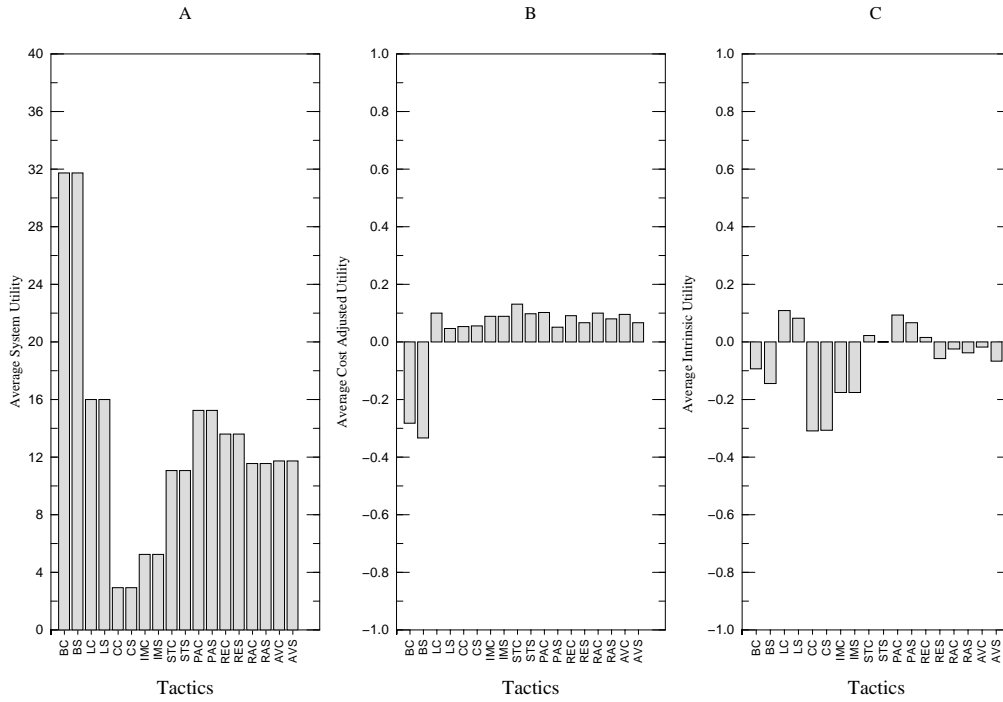 A
B
C
40
36
32
28
24
20
16
12
8
4
0
Average System Utility
BC
BS
LC
LS
CC
CS
IMC
IMS
STC
STS
PAC
PAS
REC
RES
RAC
RAS
AVC
AVS
Tactics
1.0
0.8
0.6
0.4
0.2
0.0
−0.2
−0.4
−0.6
−0.8
−1.0
Average Cost Adjusted Utility
BC
BS
LC
LS
CC
CS
IMC
IMS
STC
STS
PAC
PAS
REC
RES
RAC
RAS
AVC
AVS
Tactics
1.0
0.8
0.6
0.4
0.2
0.0
−0.2
−0.4
−0.6
−0.8
−1.0
Average Intrinsic Utility
BC
BS
LC
LS
CC
CS
IMC
IMS
STC
STS
PAC
PAS
REC
RES
RAC
RAS
AVC
AVS
Tactics